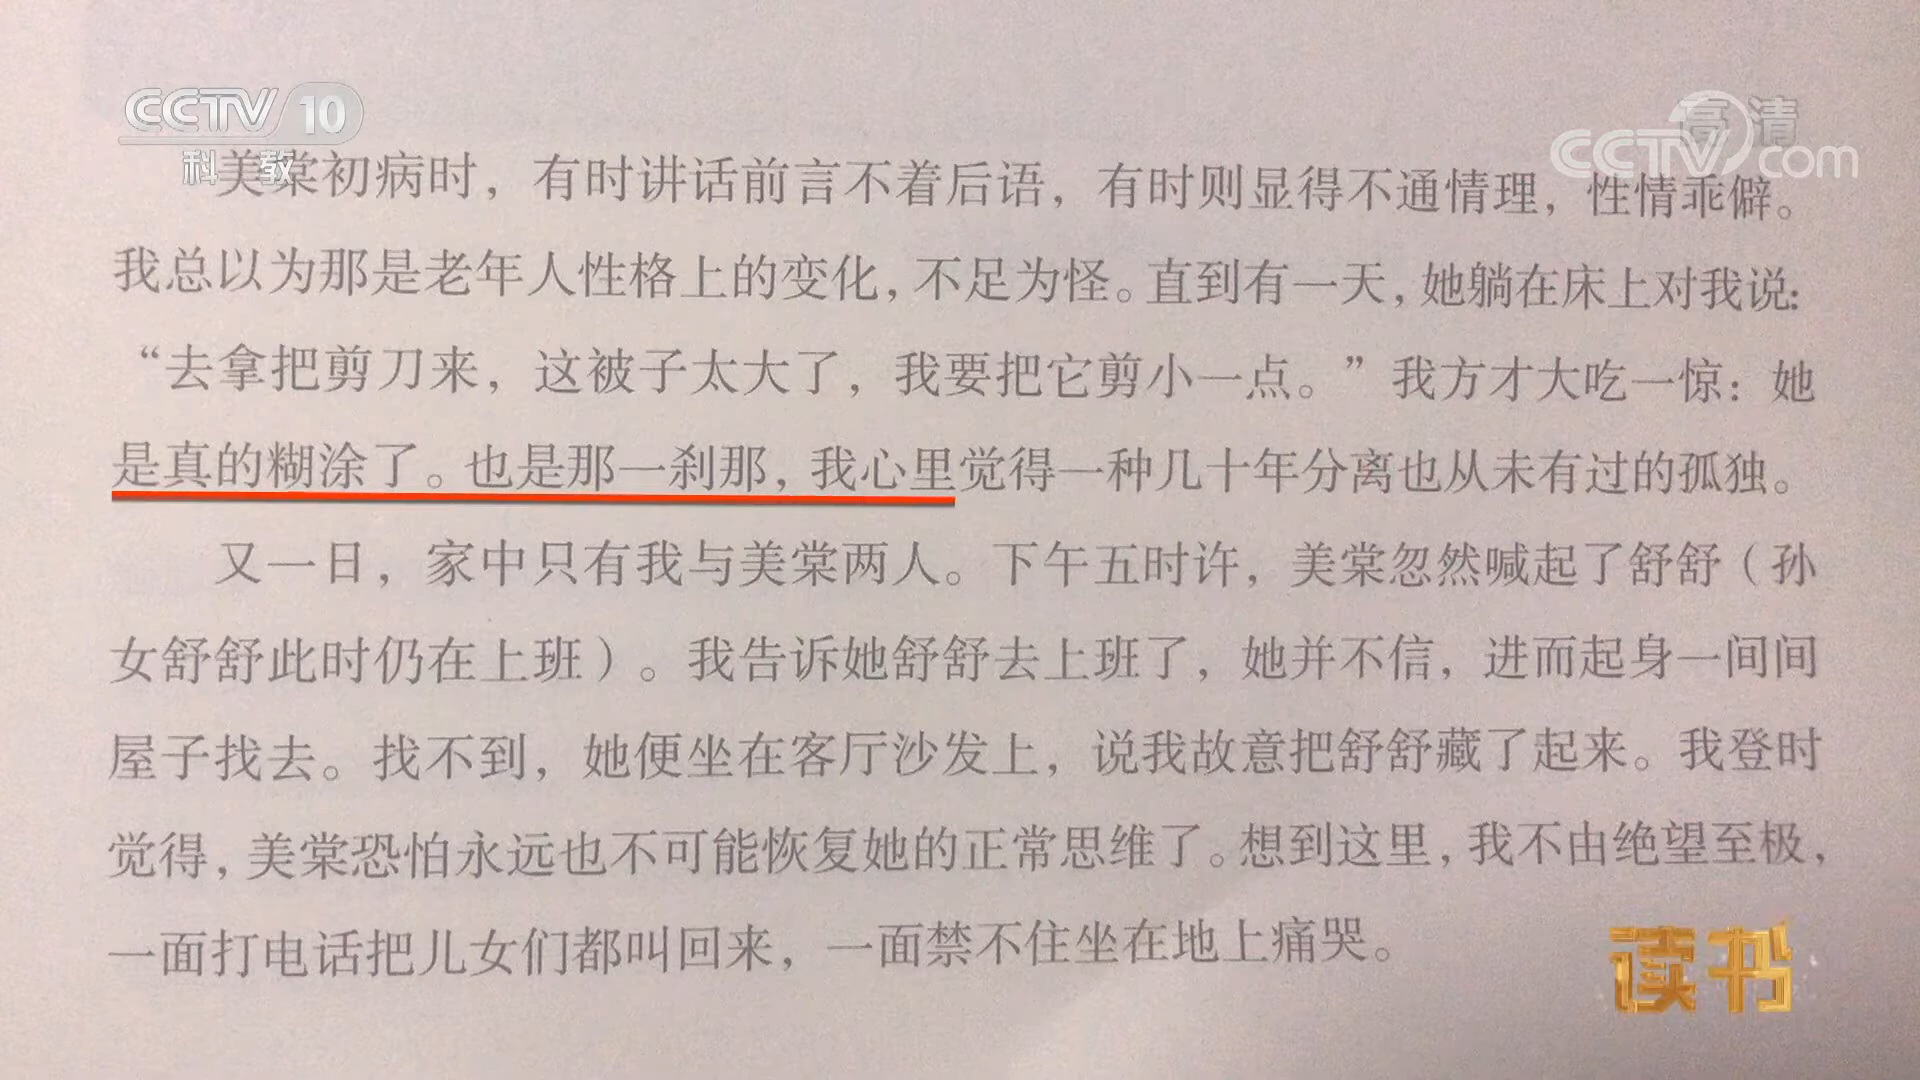 CCTV 10
科教
高清
CCTV.com
美棠初病时，有时讲话前言不着后语，有时则显得不通情理，性情乖僻。
我总以为那是老年人性格上的变化，不足为怪。直到有一天，她躺在床上对我说：
“去拿把剪刀来，这被子太大了，我要把它剪小一点。”我方才大吃一惊：她
是真的糊涂了。也是那一刹那，我心里觉得一种几十年分离也从未有过的孤独。
又一日，家中只有我与美棠两人。下午五时许，美棠忽然喊起了舒舒（孙
女舒舒此时仍在上班）。我告诉她舒舒去上班了，她并不信，进而起身一间间
屋子找去。找不到，她便坐在客厅沙发上，说我故意把舒舒藏了起来。我登时
觉得，美棠恐怕永远也不可能恢复她的正常思维了。想到这里，我不由绝望至极，
一面打电话把儿女们都叫回来，一面禁不住坐在地上痛哭。
读书